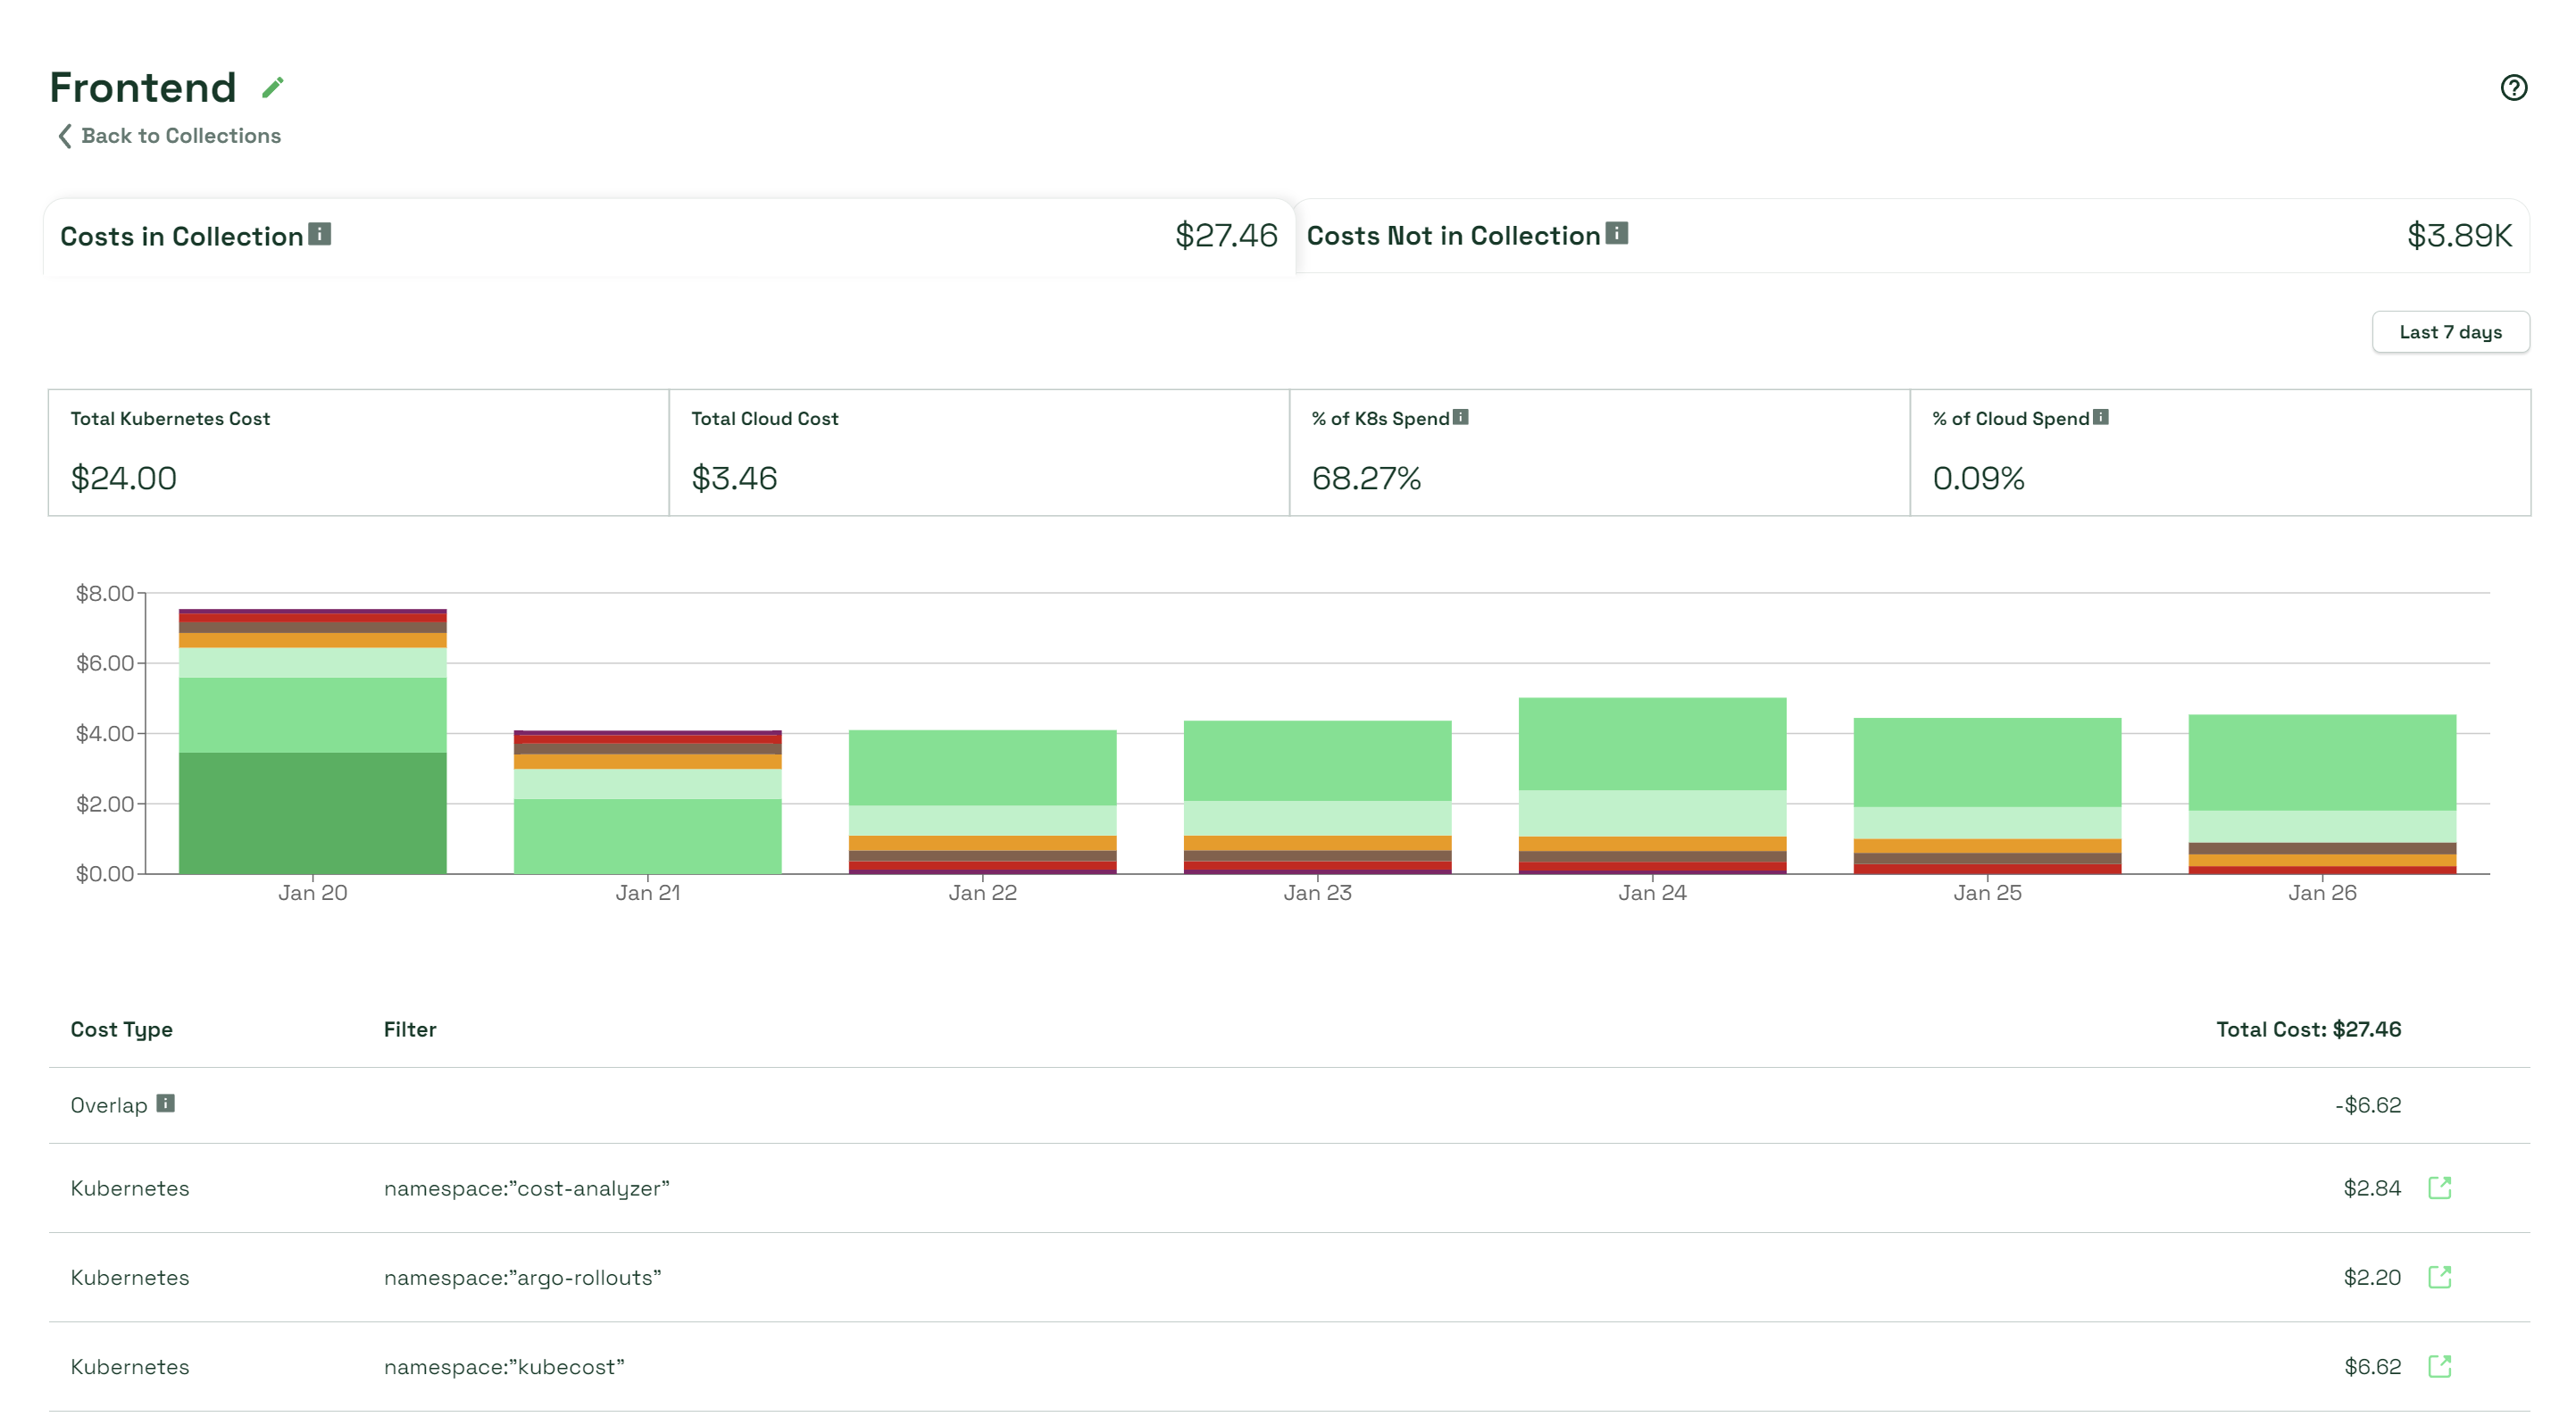 Frontend
Back to Collections
Costs in Collection $27.46 Costs Not in Collection $3.89K
Last 7 days
Total Kubernetes Cost Total Cloud Cost % of K8s Spend % of Cloud Spend
$24.00 $3.46 68.27% 0.09%
$8.00
$6.00
$4.00
$2.00
$0.00
Jan 20 Jan 21 Jan 22 Jan 23 Jan 24 Jan 25 Jan 26
Cost Type Filter Total Cost: $27.46
Overlap -$6.62
Kubernetes namespace:”cost-analyzer” $2.84
Kubernetes namespace:”argo-rollouts” $2.20
Kubernetes namespace:”kubecost” $6.62